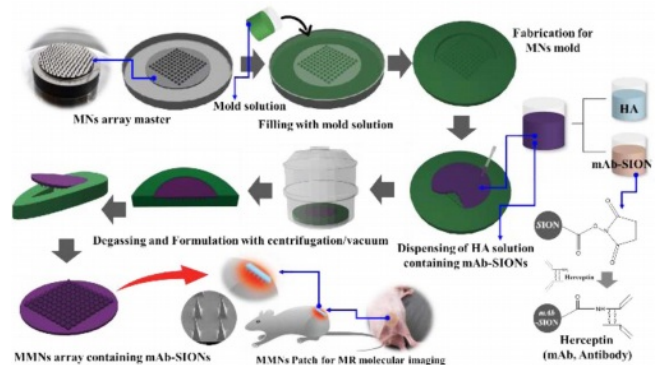 MNs array master
Mold solution
Filling with mold solution
Fabrication for
MNs mold
HA
mAb-SION
Degassing and Formulation with centrifugation/vacuum
Dispensing of HA solution
containing mAb-SIONs
SION
O
O
N
O
O
Herceptin
mAb
-SION
O
NH
Herceptin
(mAb, Antibody)
MMNs array containing mAb-SIONs
MMNs Patch for MR molecular imaging